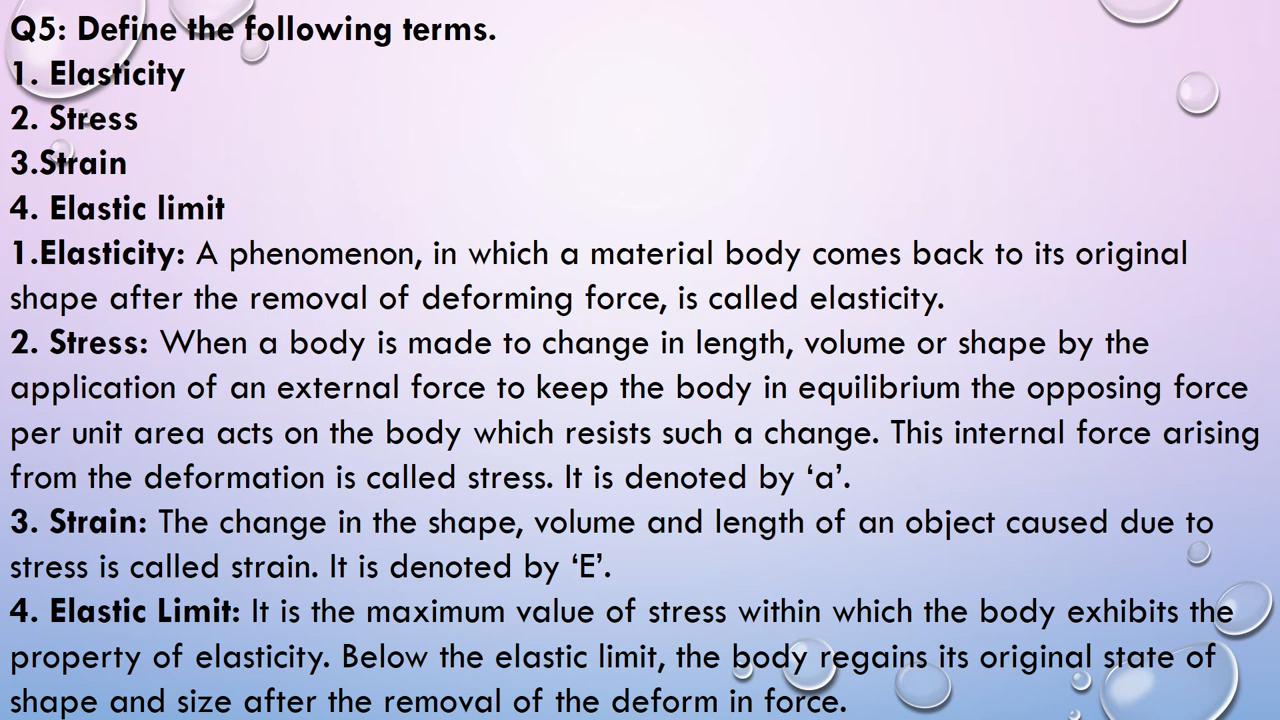 Q5: Define the following terms.
1. Elasticity
2. Stress
3.Strain
4. Elastic limit
1.Elasticity: A phenomenon, in which a material body comes back to its original
shape after the removal of deforming force, is called elasticity.
2. Stress: When a body is made to change in length, volume or shape by the
application of an external force to keep the body in equilibrium the opposing force
per unit area acts on the body which resists such a change. This internal force arising
from the deformation is called stress. It is denoted by ‘a’.
3. Strain: The change in the shape, volume and length of an object caused due to
stress is called strain. It is denoted by ‘E’.
4. Elastic Limit: It is the maximum value of stress within which the body exhibits the
property of elasticity. Below the elastic limit, the body regains its original state of
shape and size after the removal of the deform in force.